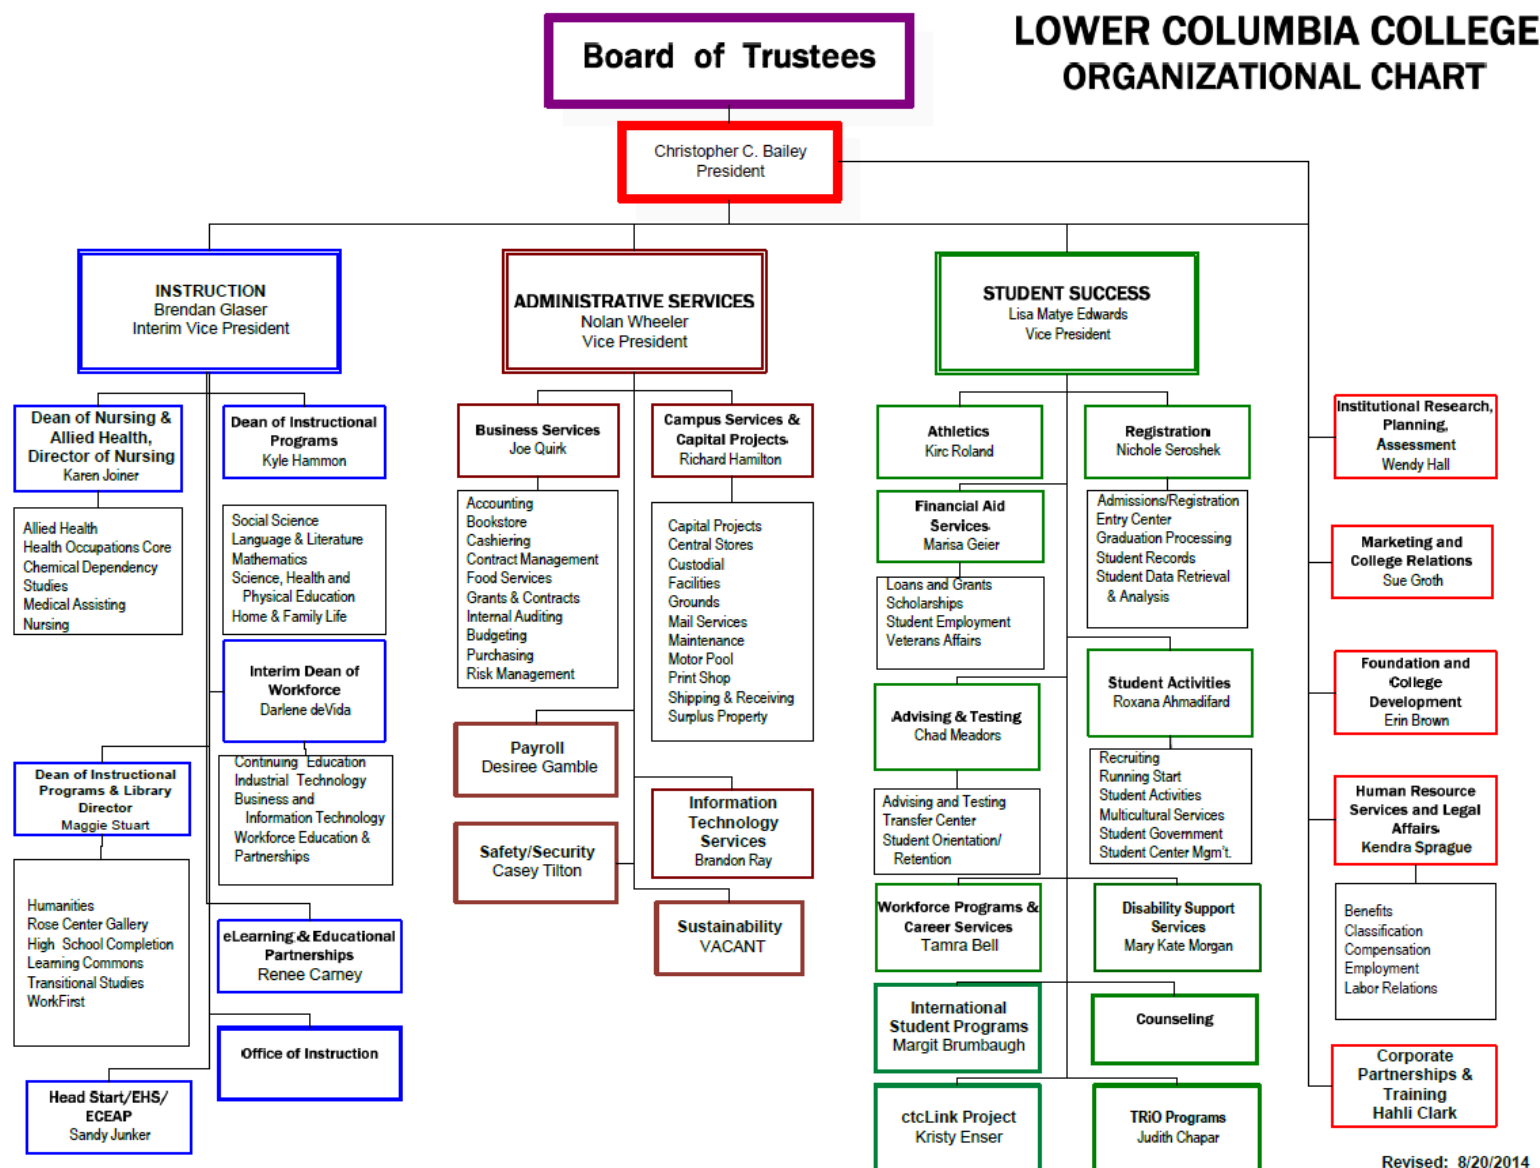 LOWER COLUMBIA COLLEGE
ORGANIZATIONAL CHART
Board of Trustees
Christopher C. Bailey
President
INSTRUCTION
Brendan Glaser
Interim Vice President
ADMINISTRATIVE SERVICES
Nolan Wheeler
Vice President
STUDENT SUCCESS
Lisa Matye Edwards
Vice President
Dean of Nursing &
Allied Health,
Director of Nursing
Karen Joiner
Allied Health
Health Occupations Core
Chemical Dependency
Studies
Medical Assisting
Nursing
Dean of Instructional
Programs
Kyle Hammon
Social Science
Language & Literature
Mathematics
Science, Health and
Physical Education
Home & Family Life
Interim Dean of
Workforce
Darlene deVida
Continuing Education
Industrial Technology
Business and
Information Technology
Workforce Education &
Partnerships
Dean of Instructional
Programs & Library
Director
Maggie Stuart
Humanities
Rose Center Gallery
High School Completion
Learning Commons
Transitional Studies
WorkFirst
eLearning & Educational
Partnerships
Renee Carney
Office of Instruction
Head Start/EHS/
ECEAP
Sandy Junker
Business Services
Joe Quirk
Accounting
Bookstore
Cashiering
Contract Management
Food Services
Grants & Contracts
Internal Auditing
Budgeting
Purchasing
Risk Management
Campus Services &
Capital Projects
Richard Hamilton
Capital Projects
Central Stores
Custodial
Facilities
Grounds
Mail Services
Maintenance
Motor Pool
Print Shop
Shipping & Receiving
Surplus Property
Payroll
Desiree Gamble
Information
Technology
Services
Brandon Ray
Safety/Security
Casey Tilton
Sustainability
VACANT
Athletics
Kirc Roland
Registration
Nichole Seroshek
Admissions/Registration
Entry Center
Graduation Processing
Student Records
Student Data Retrieval
& Analysis
Financial Aid
Services
Marisa Geier
Loans and Grants
Scholarships
Student Employment
Veterans Affairs
Student Activities
Roxana Ahmadifard
Recruiting
Running Start
Student Activities
Multicultural Services
Student Government
Student Center Mgm't.
Advising & Testing
Chad Meadors
Advising and Testing
Transfer Center
Student Orientation/
Retention
Workforce Programs &
Career Services
Tamra Bell
Disability Support
Services
Mary Kate Morgan
International
Student Programs
Margit Brumbaugh
Counseling
ctcLink Project
Kristy Enser
TRiO Programs
Judith Chapar
Institutional Research,
Planning,
Assessment
Wendy Hall
Marketing and
College Relations
Sue Groth
Foundation and
College
Development
Erin Brown
Human Resource
Services and Legal
Affairs
Kendra Sprague
Benefits
Classification
Compensation
Employment
Labor Relations
Corporate
Partnerships &
Training
Hahli Clark
Revised: 8/20/2014